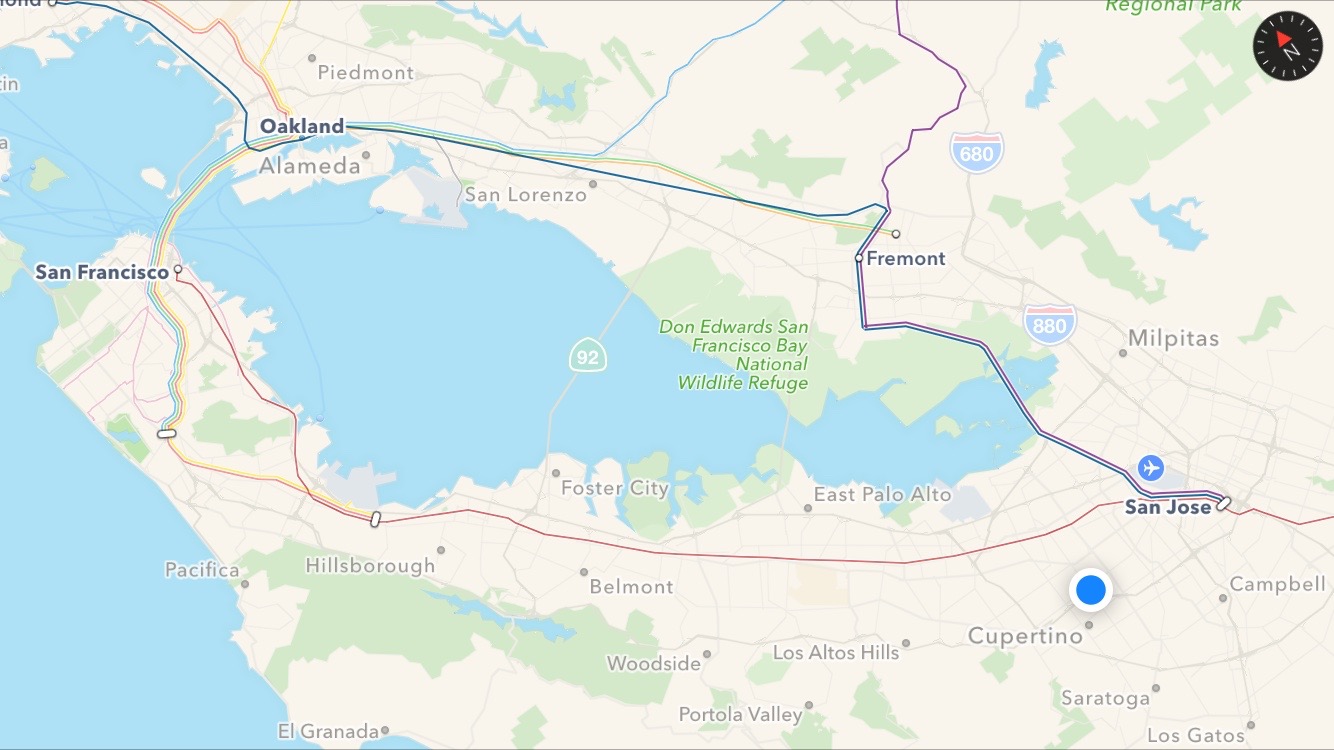 Regional Park
N
Piedmont
Oakland
Alameda
680
San Lorenzo
San Francisco
Fremont
880
Milpitas
92
Don Edwards San
Francisco Bay
National
Wildlife Refuge
Foster City
East Palo Alto
San Jose
Pacifica
Hillsborough
Belmont
Campbell
Cupertino
Woodside
Los Altos Hills
Saratoga
Portola Valley
El Granada
Los Gatos